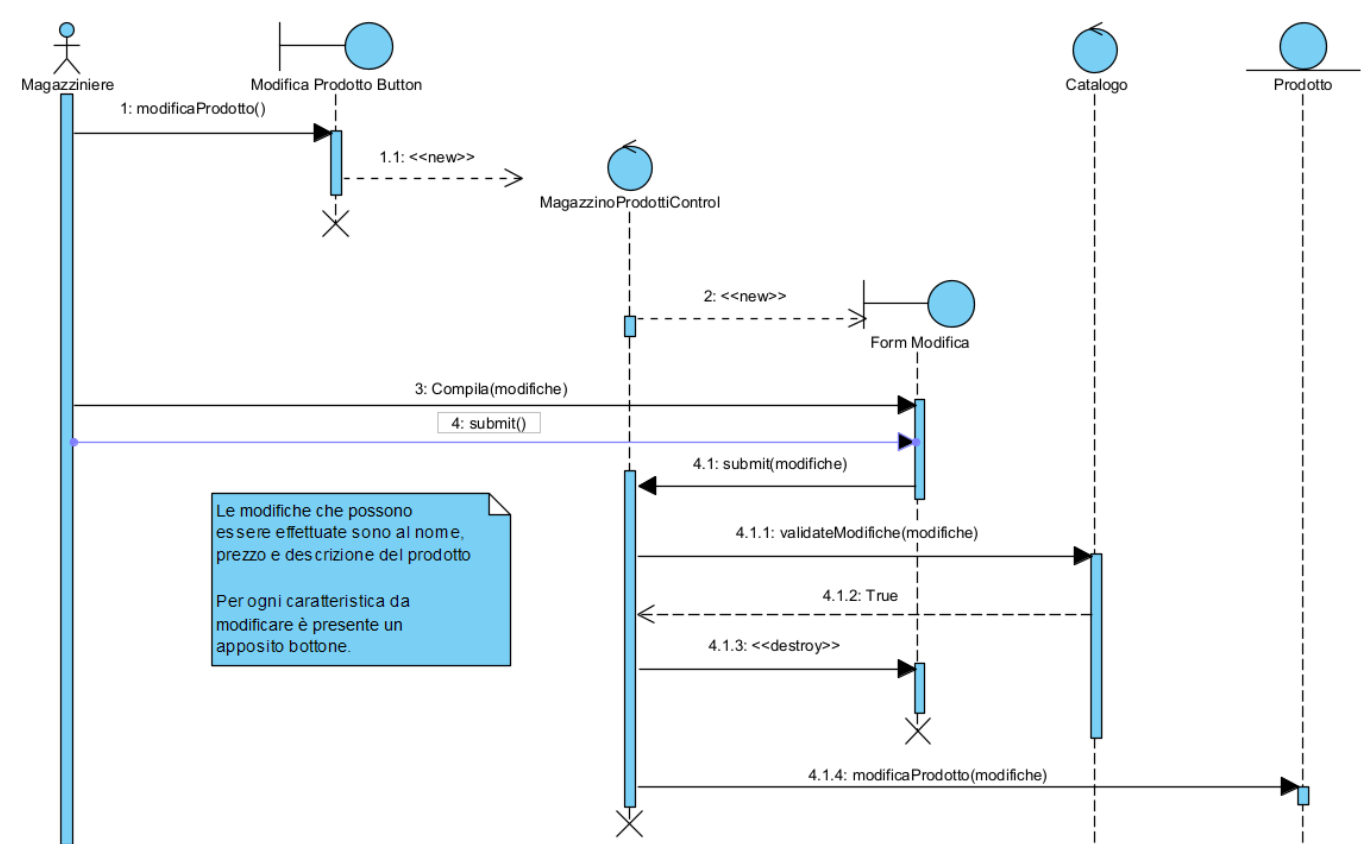 Magazziniere
Modifica Prodotto Button
Catalogo
Prodotto
1: modificaProdotto()
1.1: <<new>>
MagazzinoProdottiControl
2: <<new>>
Form Modifica
3: Compila(modifiche)
4: submit()
4.1: submit(modifiche)
Le modifiche che possono
essere effettuate sono al nome,
prezzo e descrizione del prodotto
Per ogni caratteristica da
modificare è presente un
apposito bottone.
4.1.1: validateModifiche(modifiche)
4.1.2: True
4.1.3: <<destroy>>
4.1.4: modificaProdotto(modifiche)